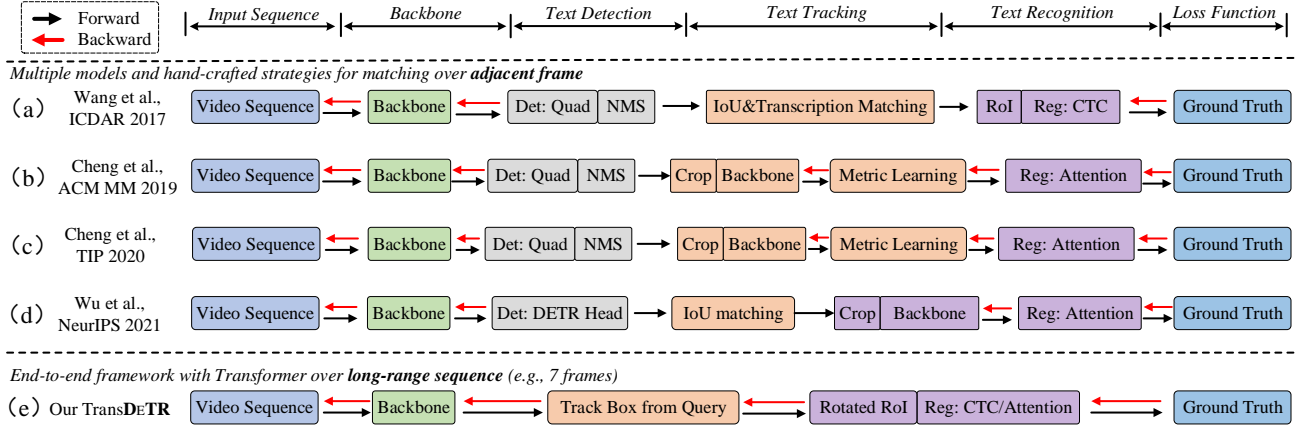 Forward
Backward
Input Sequence Backbone Text Detection Text Tracking Text Recognition Loss Function
Multiple models and hand-crafted strategies for matching over adjacent frame
(a) Wang et al., ICDAR 2017 Video Sequence Backbone Det: Quad NMS IoU&Transcription Matching RoI Reg: CTC Ground Truth
(b) Cheng et al., ACM MM 2019 Video Sequence Backbone Det: Quad NMS Crop Backbone Metric Learning Reg: Attention Ground Truth
(c) Cheng et al., TIP 2020 Video Sequence Backbone Det: Quad NMS Crop Backbone Metric Learning Reg: Attention Ground Truth
(d) Wu et al., NeurIPS 2021 Video Sequence Backbone Det: DETR Head IoU matching Crop Backbone Reg: Attention Ground Truth
End-to-end framework with Transformer over long-range sequence (e.g., 7 frames)
(e) Our TransDETR Video Sequence Backbone Track Box from Query Rotated RoI Reg: CTC/Attention Ground Truth